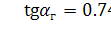 tgαг = 0.74